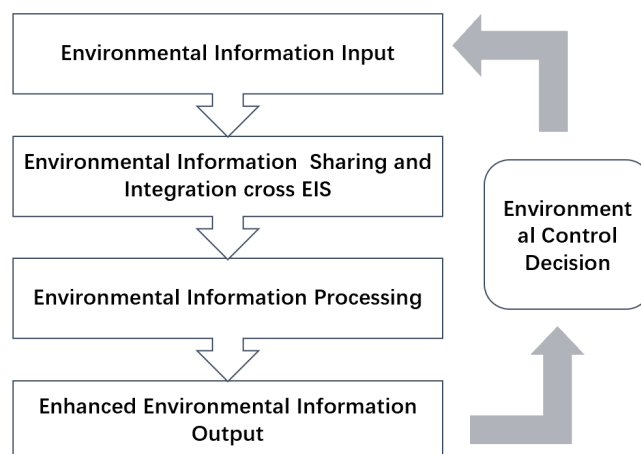 Environmental Information Input
Environmental Information Sharing and
Integration cross EIS
Environmental Information Processing
Enhanced Environmental Information
Output
Environment
al Control
Decision